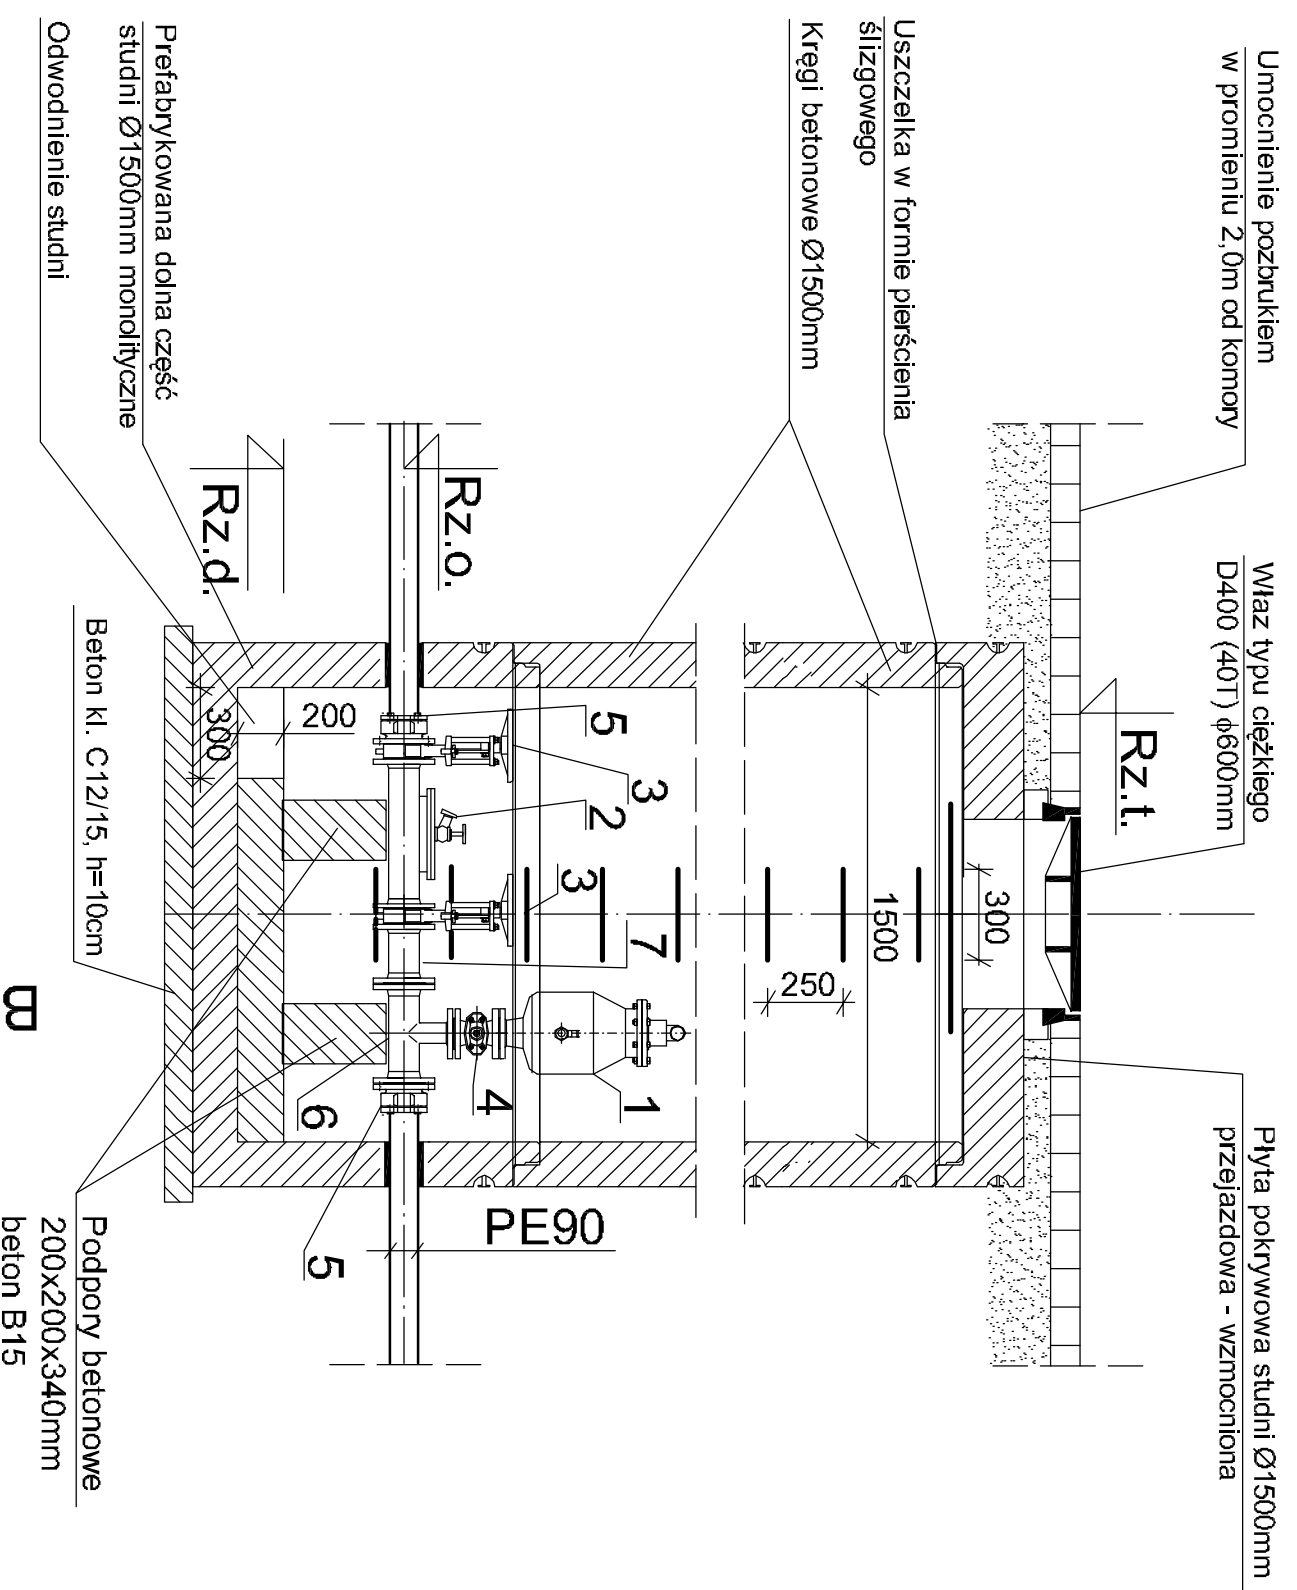 Umocnienie pozbrukiem
w promieniu 2,0m od komory
Właz typu ciężkiego
D400 (40T) ϕ600mm
Płyta pokrywowa studni Ø1500mm
przejazdowa - wzmocniona
Uszczelka w formie pierścienia
ślizgowego
Kręgi betonowe Ø1500mm
Prefabrykowana dolna część
studni Ø1500mm monolityczne
Odwodnienie studni
Rz.t.
300
1500
250
Rz.o.
Rz.d.
5
3
2
3
7
1
4
6
5
PE90
200
300
Beton kl. C12/15, h=10cm
Podpory betonowe
200x200x340mm
beton B15